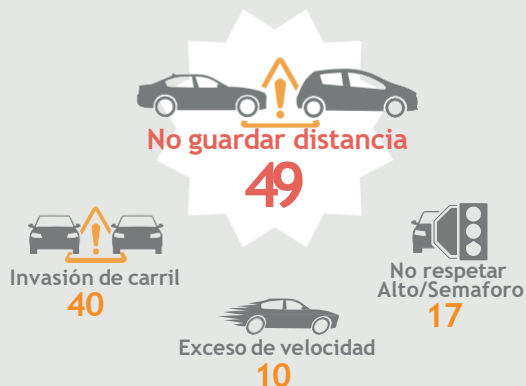 No guardar distancia
49
Invasión de carril
40
No respetar
Alto/Semaforo
17
Exceso de velocidad
10